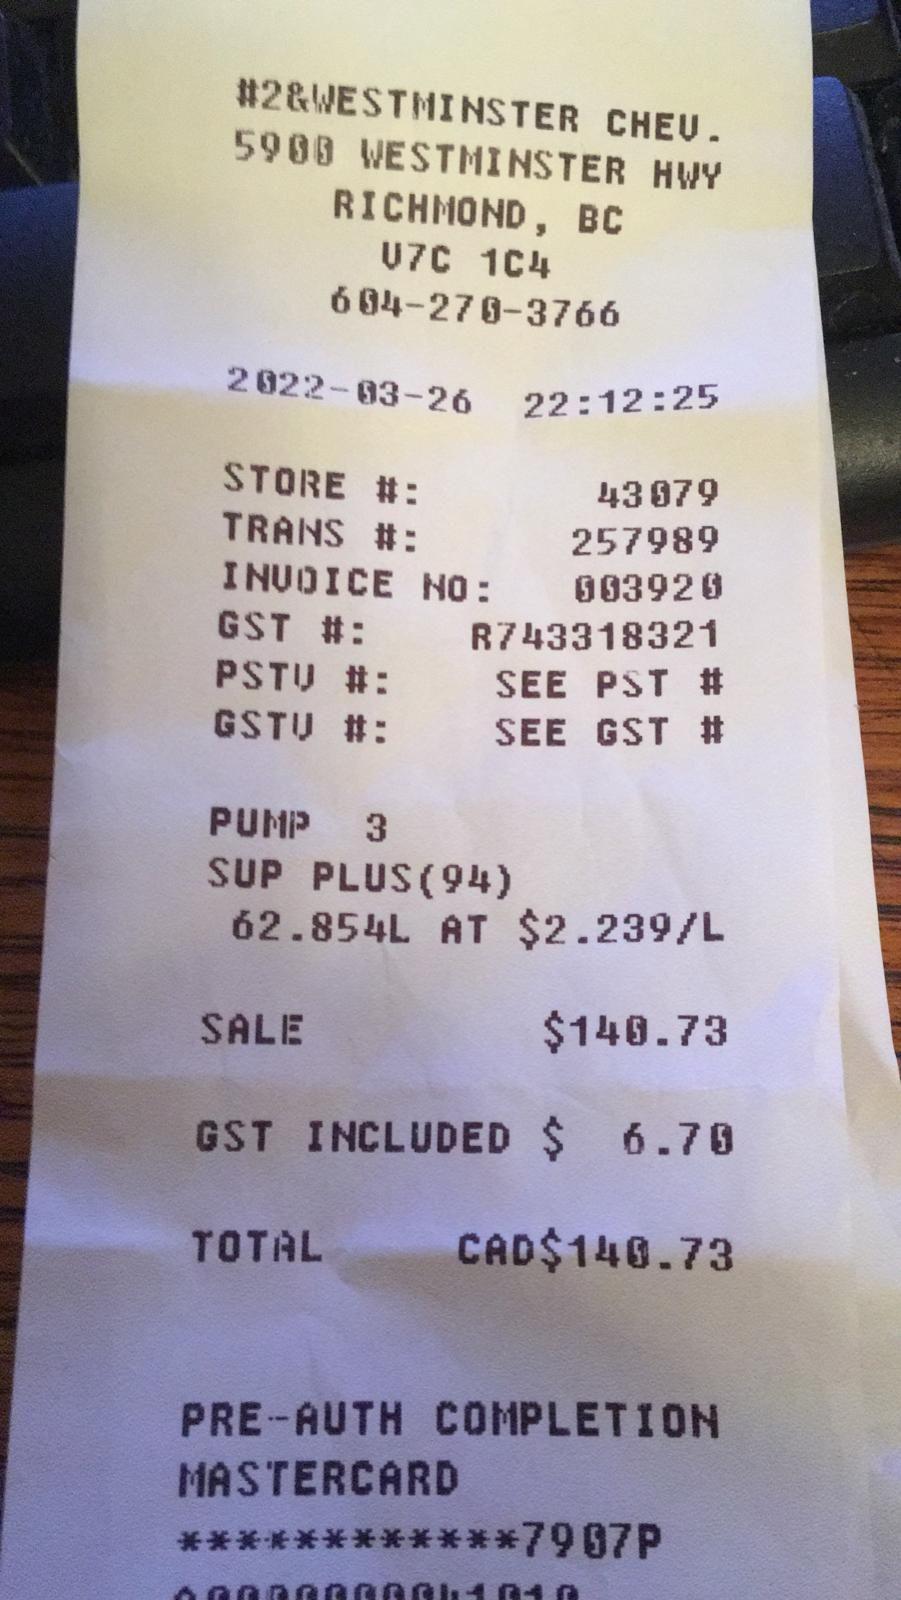 #2&WESTMINSTER CHEV.
5900 WESTMINSTER HWY
RICHMOND, BC
V7C 1C4
604-270-3766
2022-03-26 22:12:25
STORE #: 43079
TRANS #: 257989
INVOICE NO: 003920
GST #: R743318321
PSTV #: SEE PST #
GSTV #: SEE GST #
PUMP 3
SUP PLUS(94)
62.854L AT $2.239/L
SALE $140.73
GST INCLUDED $ 6.70
TOTAL CAD$140.73
PRE-AUTH COMPLETION
MASTERCARD
************7907P